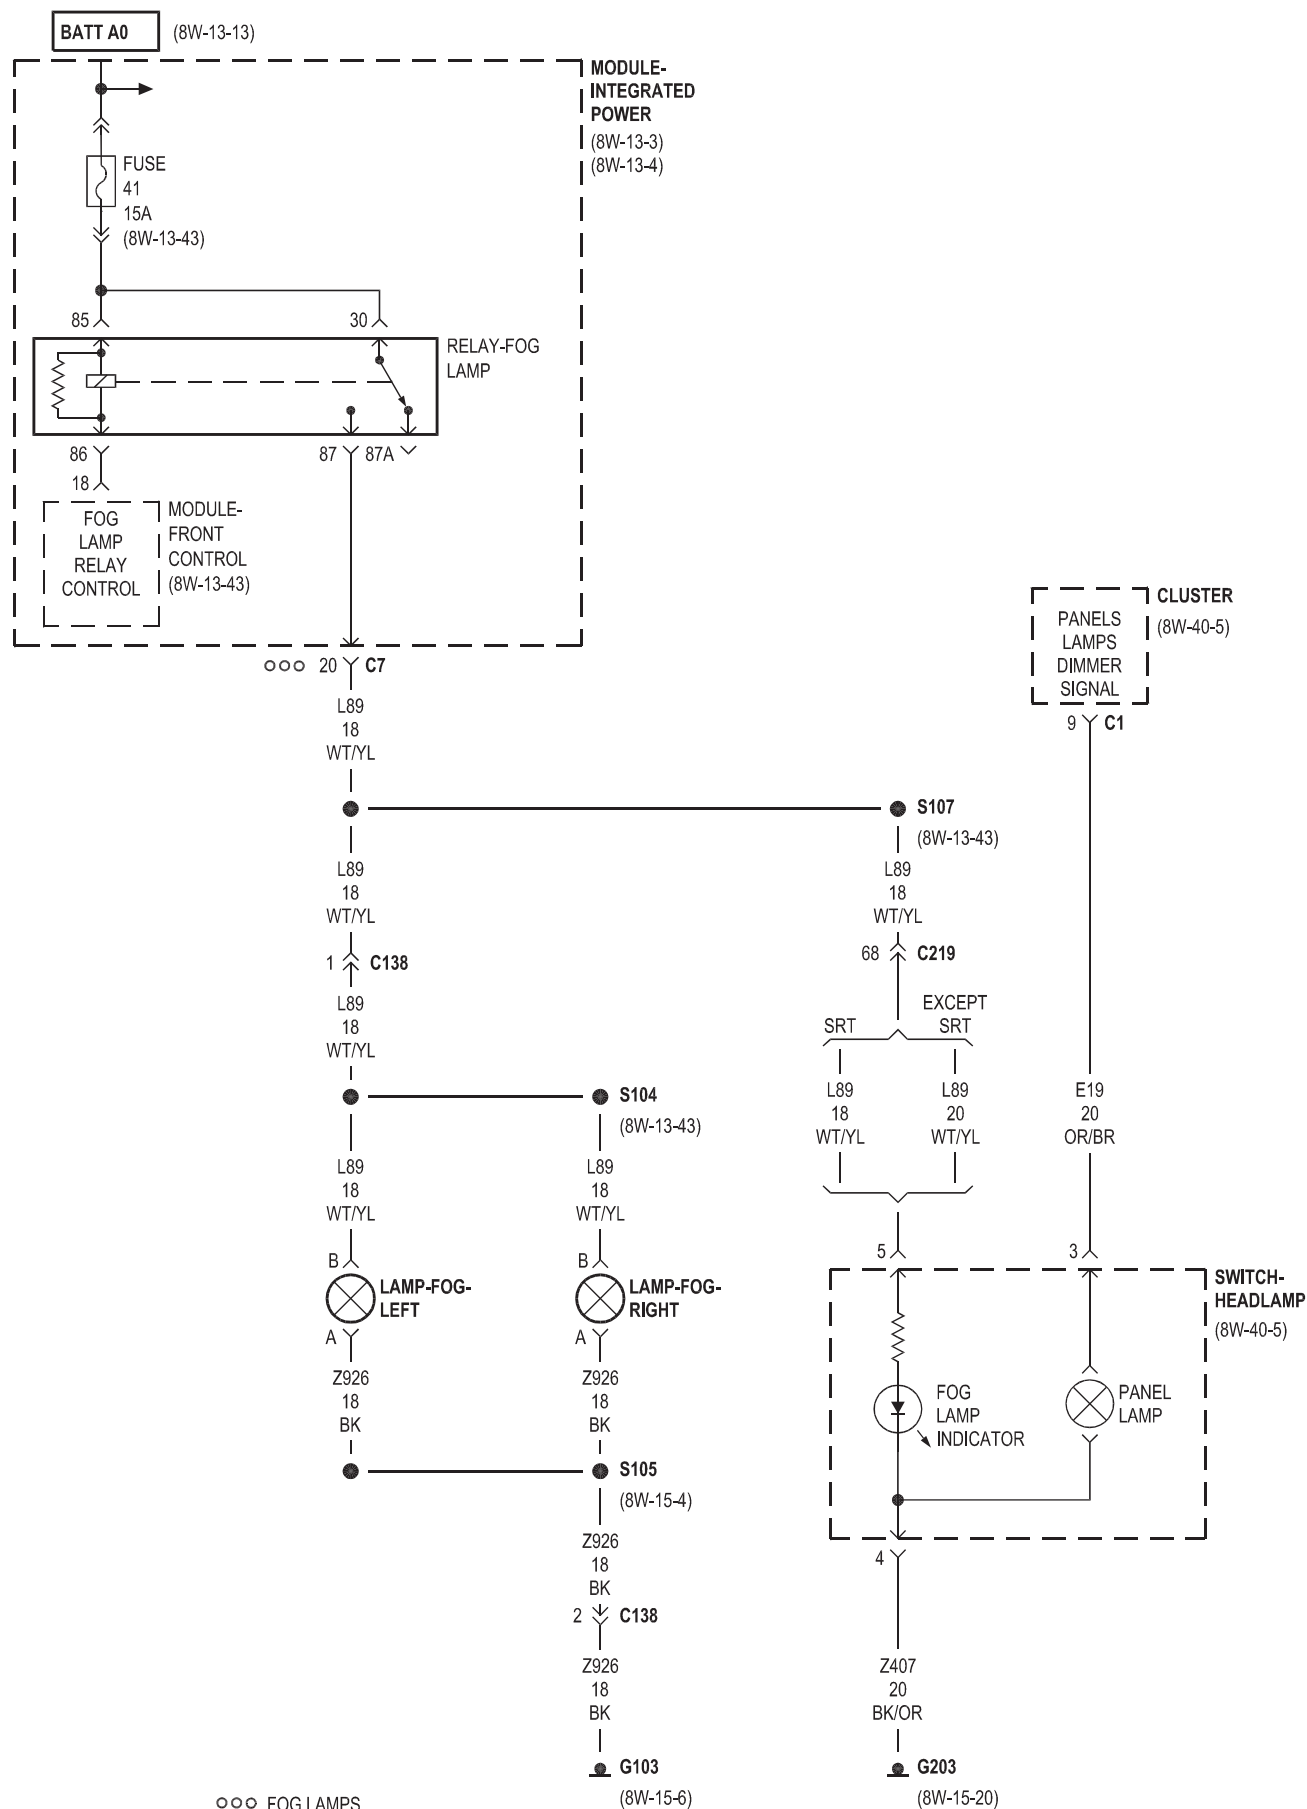 BATT A0 (8W-13-13)
MODULE-
INTEGRATED
POWER
(8W-13-3)
(8W-13-4)
FUSE
41
15A
(8W-13-43)
85
30
RELAY-FOG
LAMP
86
87
87A
18
FOG
LAMP
RELAY
CONTROL
MODULE-
FRONT
CONTROL
(8W-13-43)
CLUSTER
(8W-40-5)
PANELS
LAMPS
DIMMER
SIGNAL
20 C7
9 C1
L89
18
WT/YL
S107
(8W-13-43)
L89
18
WT/YL
L89
18
WT/YL
1 C138
68 C219
L89
18
WT/YL
SRT
EXCEPT
SRT
S104
(8W-13-43)
L89
18
WT/YL
L89
20
WT/YL
E19
20
OR/BR
L89
18
WT/YL
L89
18
WT/YL
5
3
B
LAMP-FOG-
LEFT
A
B
LAMP-FOG-
RIGHT
A
SWITCH-
HEADLAMP
(8W-40-5)
Z926
18
BK
Z926
18
BK
FOG
LAMP
INDICATOR
PANEL
LAMP
S105
(8W-15-4)
4
Z926
18
BK
2 C138
Z926
18
BK
Z407
20
BK/OR
G103
(8W-15-6)
G203
(8W-15-20)
FOG LAMPS